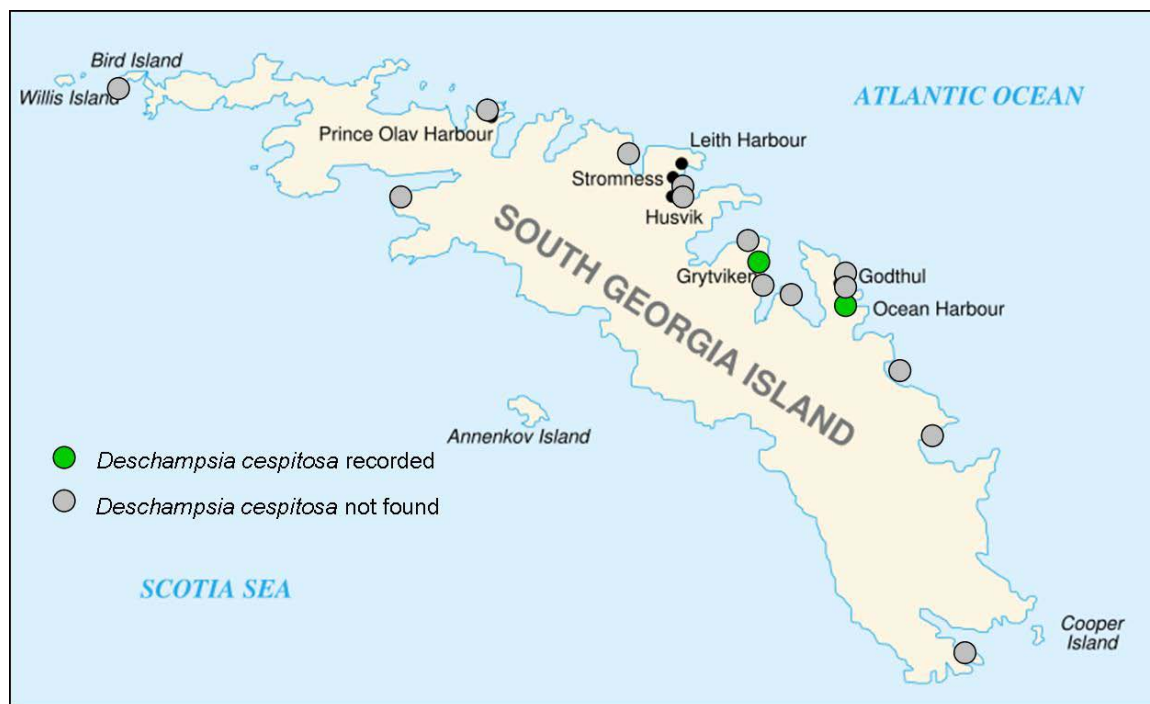 Bird Island
Willis Island
ATLANTIC OCEAN
Prince Olav Harbour
Leith Harbour
Stromness
Husvik
SOUTH GEORGIA ISLAND
Grytviken
Godthul
Ocean Harbour
Annenkov Island
Deschampsia cespitosa recorded
Deschampsia cespitosa not found
SCOTIA SEA
Cooper
Island